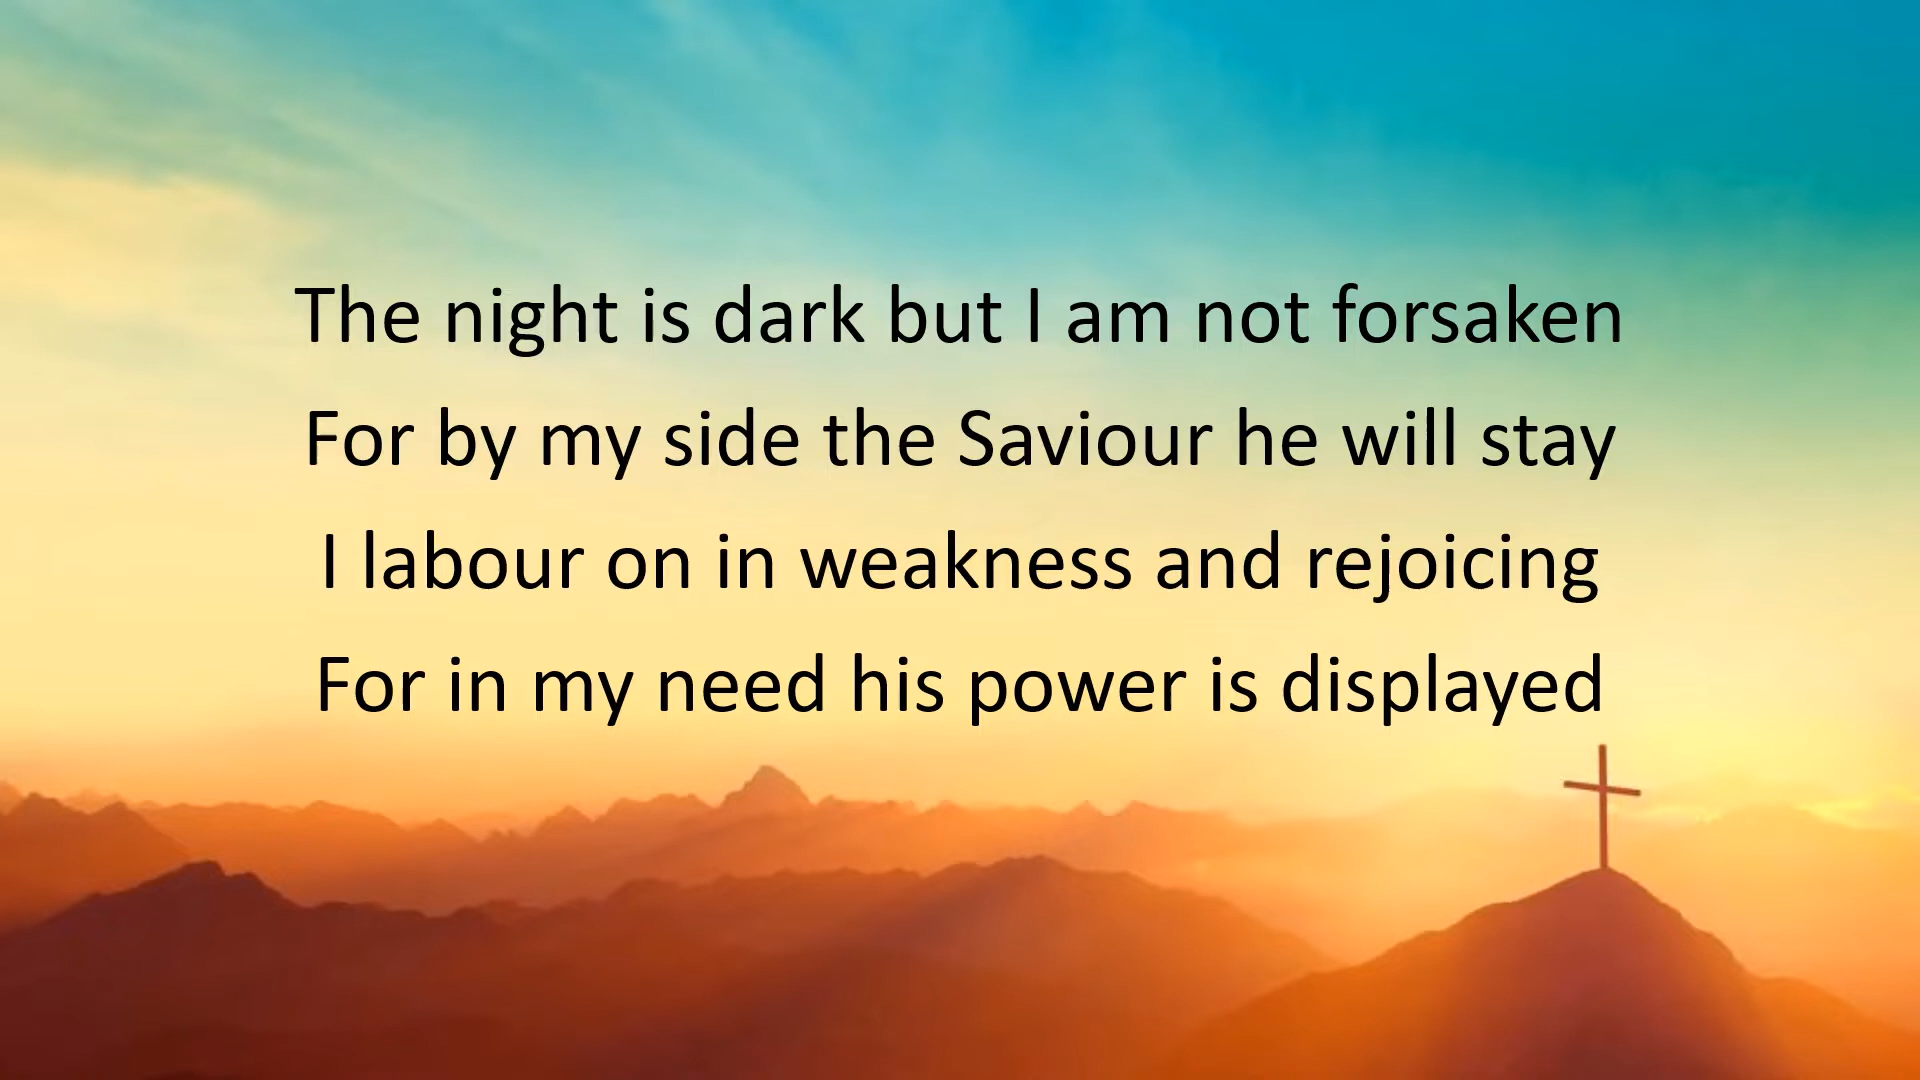 The night is dark but I am not forsaken
For by my side the Saviour he will stay
I labour on in weakness and rejoicing
For in my need his power is displayed